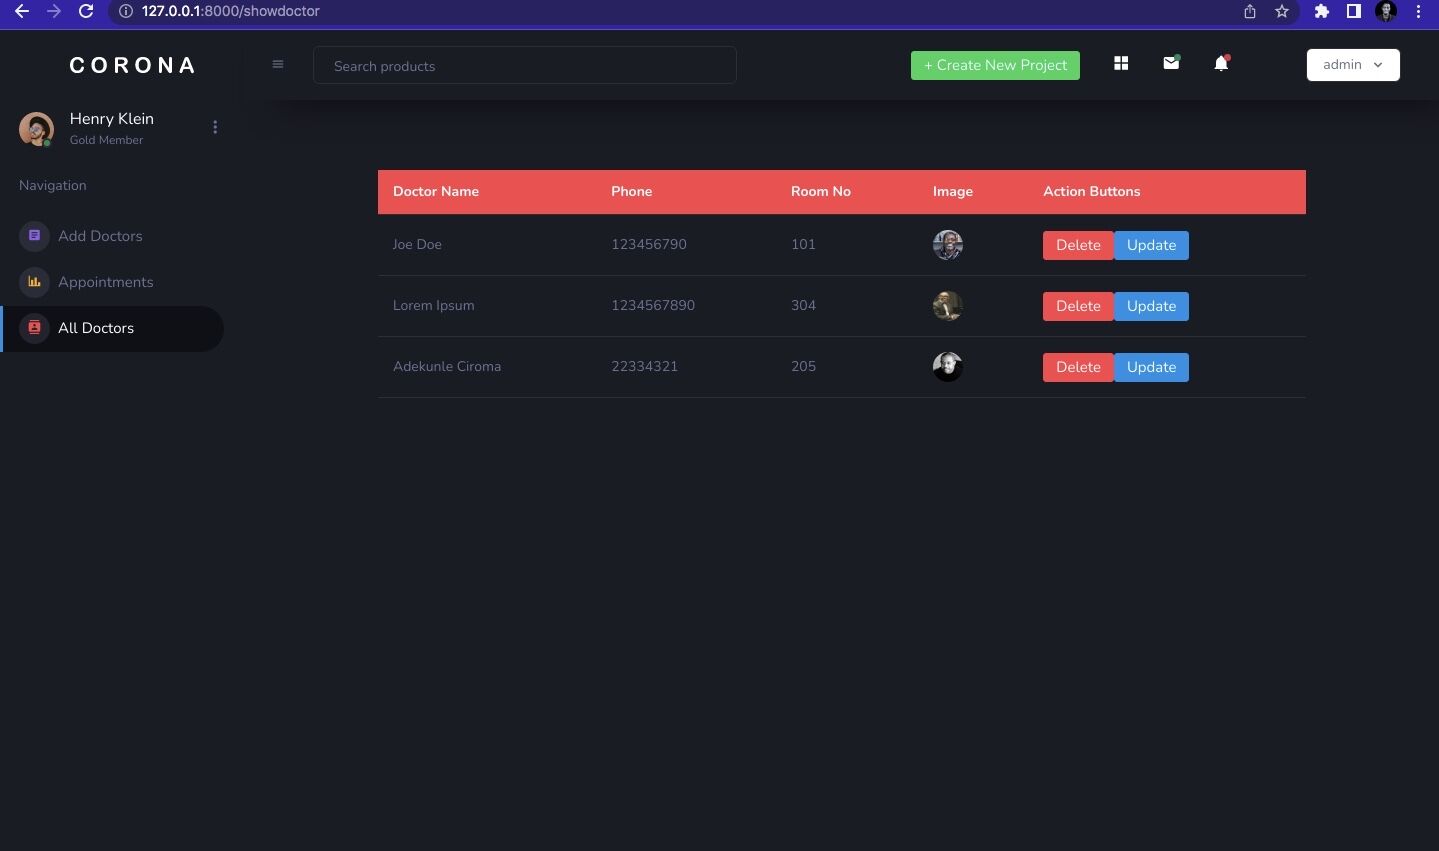 127.0.0.1:8000/showdoctor
CORONA
Search products
+ Create New Project
admin
Henry Klein
Gold Member
Navigation
Add Doctors
Appointments
All Doctors
Doctor Name Phone Room No Image Action Buttons
Joe Doe 123456790 101 Delete Update
Lorem Ipsum 1234567890 304 Delete Update
Adekunle Ciroma 22334321 205 Delete Update